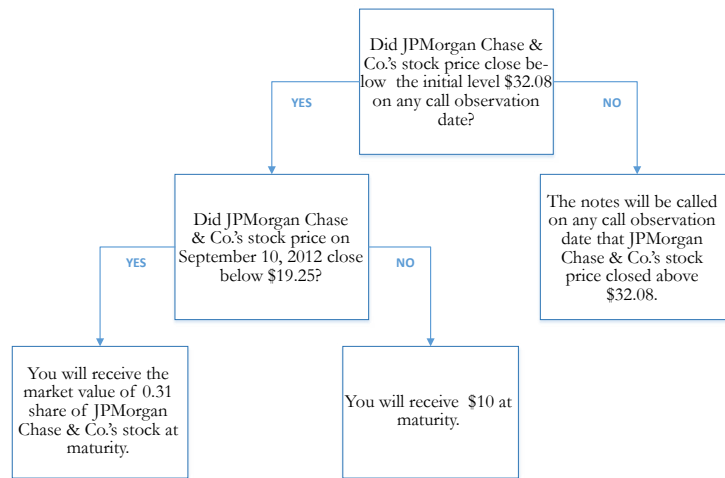 Did JPMorgan Chase &
Co.'s stock price close be-
low the initial level $32.08
on any call observation
date?
YES
NO
Did JPMorgan Chase
& Co.'s stock price on
September 10, 2012 close
below $19.25?
The notes will be called
on any call observation
date that JPMorgan
Chase & Co.'s stock
price closed above
$32.08.
YES
NO
You will receive the
market value of 0.31
share of JPMorgan
Chase & Co.'s stock at
maturity.
You will receive $10 at
maturity.